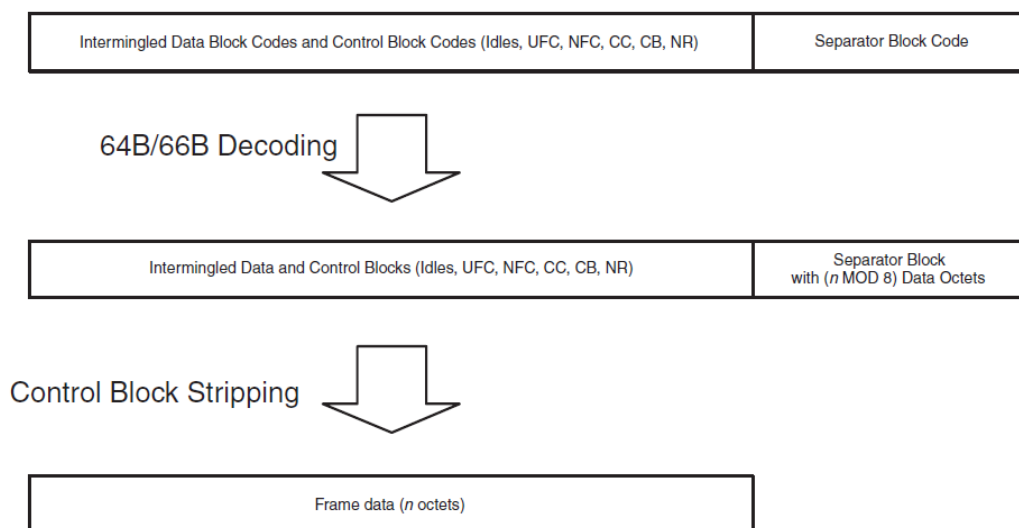 Intermingled Data Block Codes and Control Block Codes (Idles, UFC, NFC, CC, CB, NR)
Separator Block Code
64B/66B Decoding
Intermingled Data and Control Blocks (Idles, UFC, NFC, CC, CB, NR)
Separator Block
with (n MOD 8) Data Octets
Control Block Stripping
Frame data (n octets)